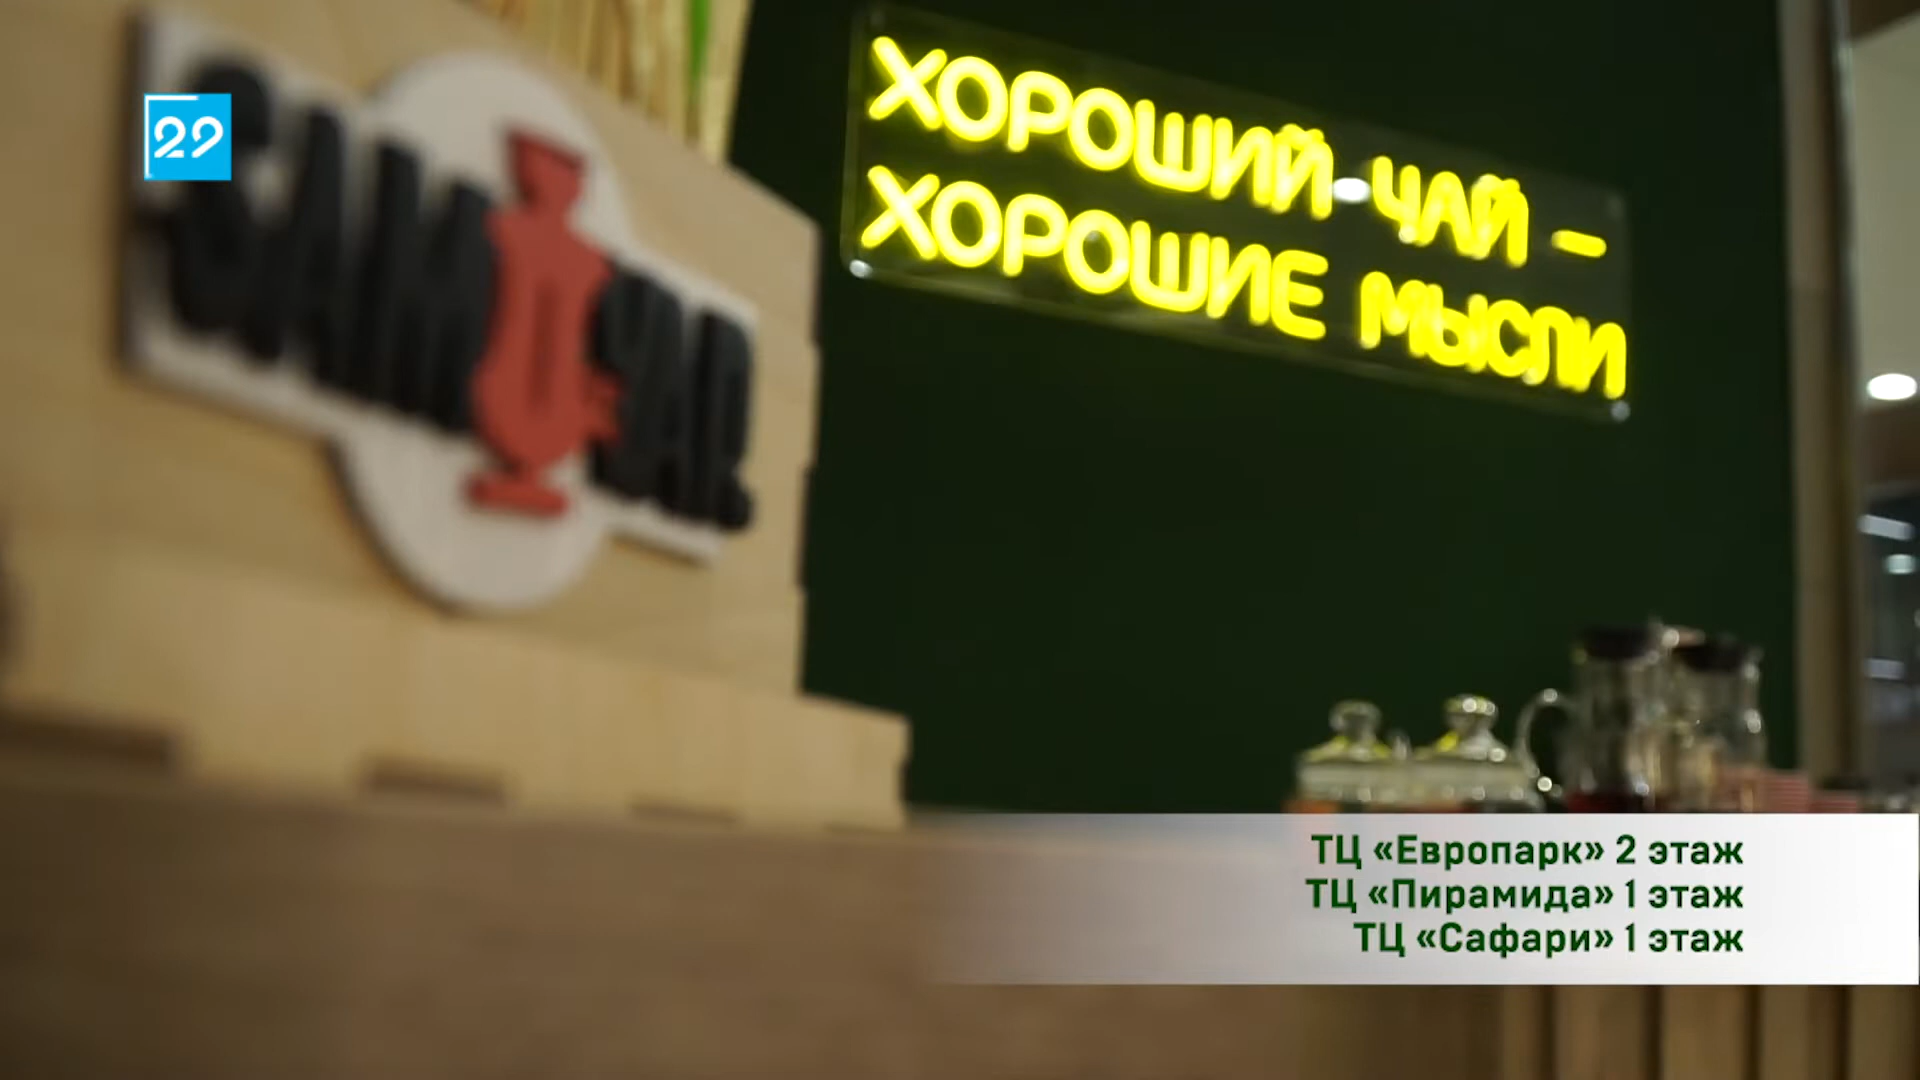 29
ХОРОШИЙ ЧАЙ –
ХОРОШИЕ МЫСЛИ
ТЦ «Европарк» 2 этаж
ТЦ «Пирамида» 1 этаж
ТЦ «Сафари» 1 этаж